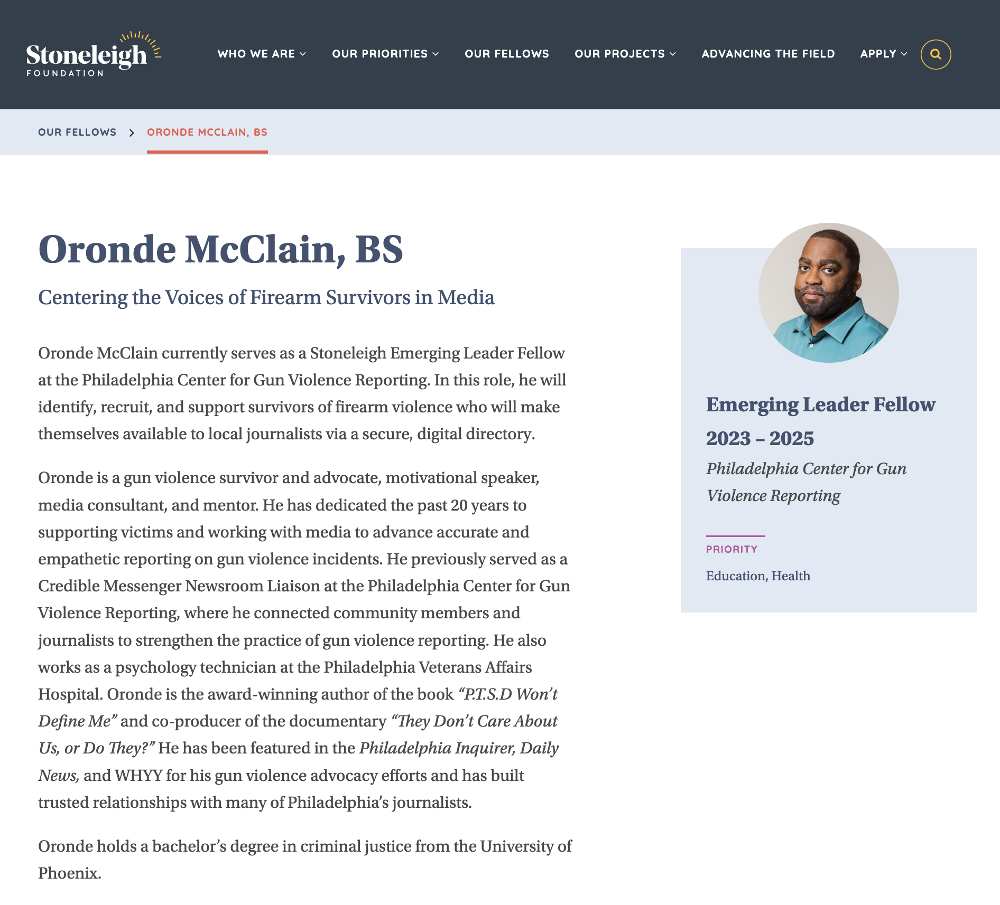 Stoneleigh
FOUNDATION
WHO WE ARE
OUR PRIORITIES
OUR FELLOWS
OUR PROJECTS
ADVANCING THE FIELD
APPLY
OUR FELLOWS
ORONDE MCCLAIN, BS
Oronde McClain, BS
Centering the Voices of Firearm Survivors in Media
Oronde McClain currently serves as a Stoneleigh Emerging Leader Fellow
at the Philadelphia Center for Gun Violence Reporting. In this role, he will
identify, recruit, and support survivors of firearm violence who will make
themselves available to local journalists via a secure, digital directory.
Oronde is a gun violence survivor and advocate, motivational speaker,
media consultant, and mentor. He has dedicated the past 20 years to
supporting victims and working with media to advance accurate and
empathetic reporting on gun violence incidents. He previously served as a
Credible Messenger Newsroom Liaison at the Philadelphia Center for Gun
Violence Reporting, where he connected community members and
journalists to strengthen the practice of gun violence reporting. He also
works as a psychology technician at the Philadelphia Veterans Affairs
Hospital. Oronde is the award-winning author of the book “P.T.S.D Won’t
Define Me” and co-producer of the documentary “They Don’t Care About
Us, or Do They?” He has been featured in the Philadelphia Inquirer, Daily
News, and WHYY for his gun violence advocacy efforts and has built
trusted relationships with many of Philadelphia’s journalists.
Oronde holds a bachelor’s degree in criminal justice from the University of
Phoenix.
Emerging Leader Fellow
2023 – 2025
Philadelphia Center for Gun
Violence Reporting
PRIORITY
Education, Health